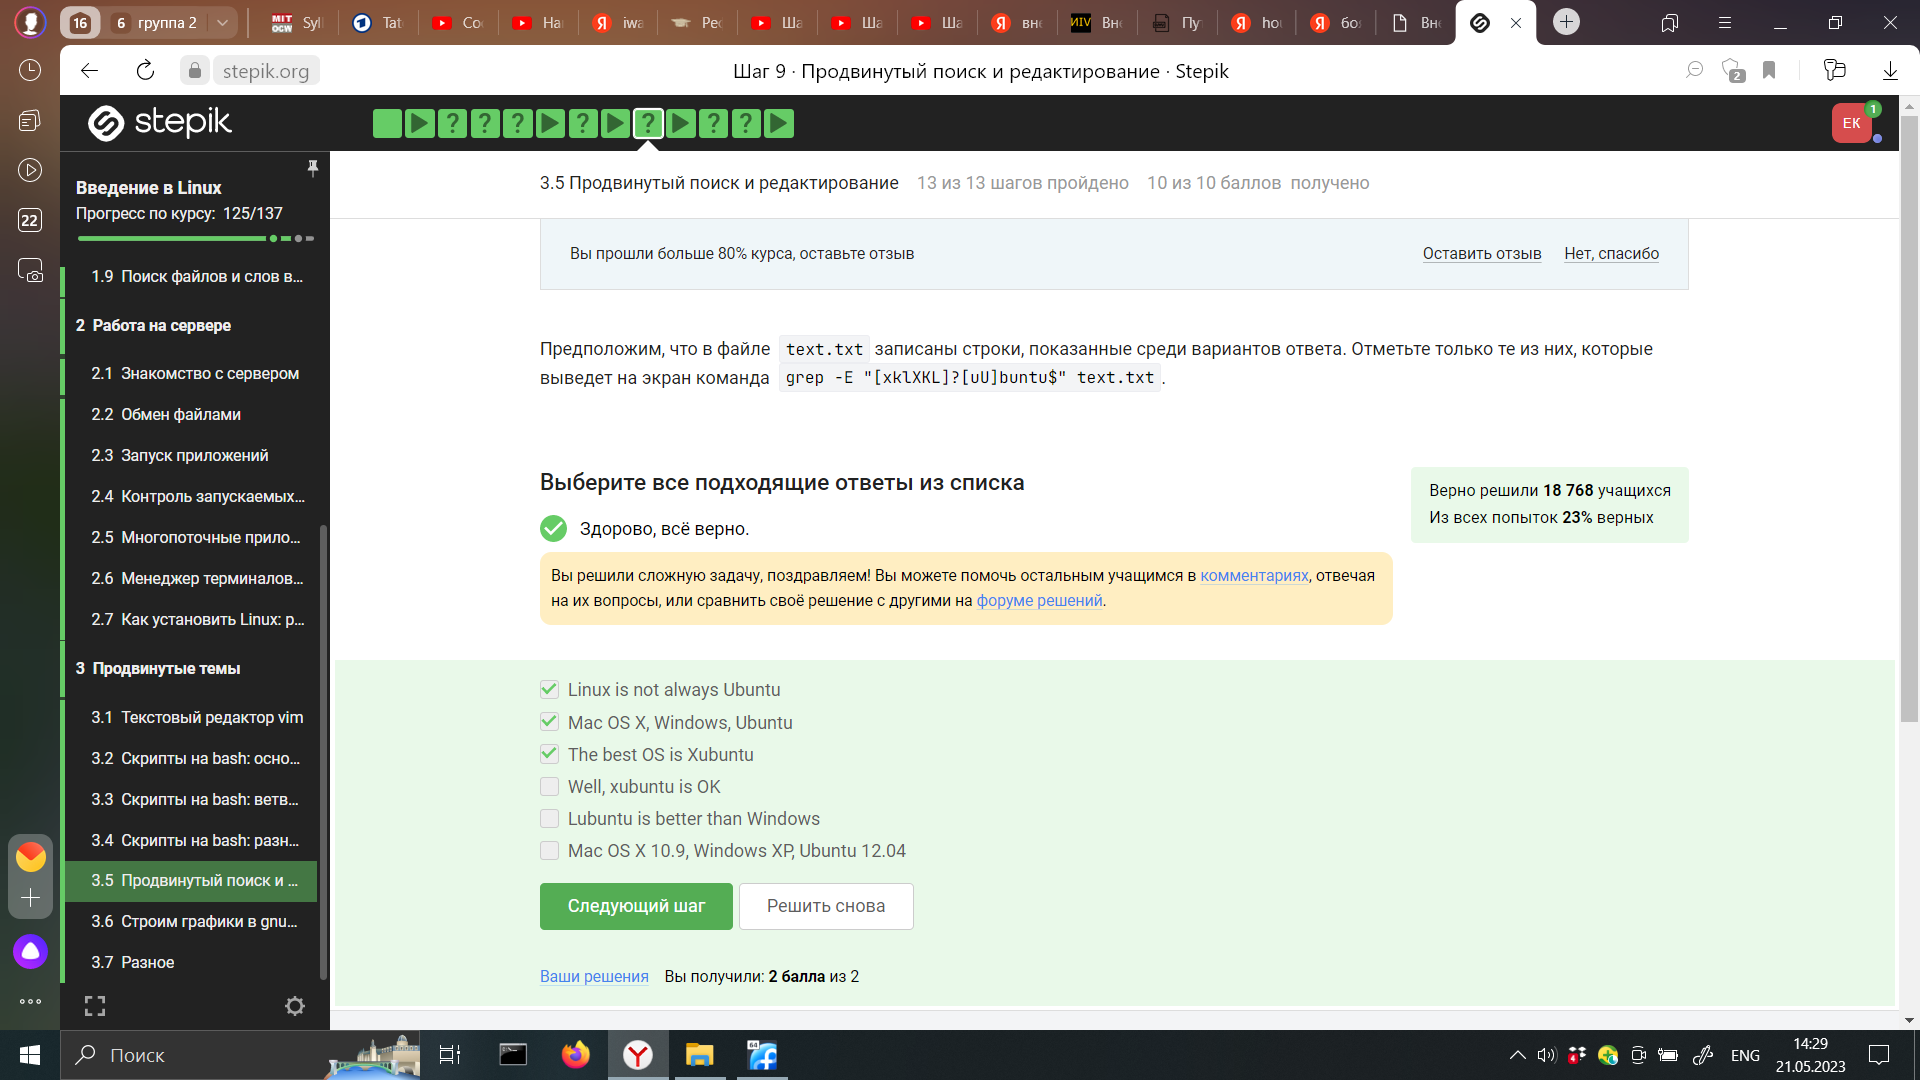 16
6 группа 2
MIT OCW Syl
Tat
Coc
Наг
iwa
Рес
Ша
Ша
Ша
вне
ИIV Вне
Пу
hou
бо
Вне
stepik.org
Шаг 9 · Продвинутый поиск и редактирование · Stepik
2
stepik
? ? ? ? ? ? ?
ЕК
1
22
Введение в Linux
Прогресс по курсу: 125/137
1.9 Поиск файлов и слов в...
2 Работа на сервере
2.1 Знакомство с сервером
2.2 Обмен файлами
2.3 Запуск приложений
2.4 Контроль запускаемых...
2.5 Многопоточные прило...
2.6 Менеджер терминалов...
2.7 Как установить Linux: р...
3 Продвинутые темы
3.1 Текстовый редактор vim
3.2 Скрипты на bash: осно...
3.3 Скрипты на bash: ветв...
3.4 Скрипты на bash: разн...
3.5 Продвинутый поиск и ...
3.6 Строим графики в gnu...
3.7 Разное
3.5 Продвинутый поиск и редактирование 13 из 13 шагов пройдено 10 из 10 баллов получено
Вы прошли больше 80% курса, оставьте отзыв Оставить отзыв Нет, спасибо
Предположим, что в файле text.txt записаны строки, показанные среди вариантов ответа. Отметьте только те из них, которые
выведет на экран команда grep -E "[xklXKL]?[uU]buntu$" text.txt.
Выберите все подходящие ответы из списка
Верно решили 18 768 учащихся
Из всех попыток 23% верных
Здорово, всё верно.
Вы решили сложную задачу, поздравляем! Вы можете помочь остальным учащимся в комментариях, отвечая
на их вопросы, или сравнить своё решение с другими на форуме решений.
Linux is not always Ubuntu
Mac OS X, Windows, Ubuntu
The best OS is Xubuntu
Well, xubuntu is OK
Lubuntu is better than Windows
Mac OS X 10.9, Windows XP, Ubuntu 12.04
Следующий шаг Решить снова
Ваши решения Вы получили: 2 балла из 2
Поиск
64
4
ENG
14:29
21.05.2023